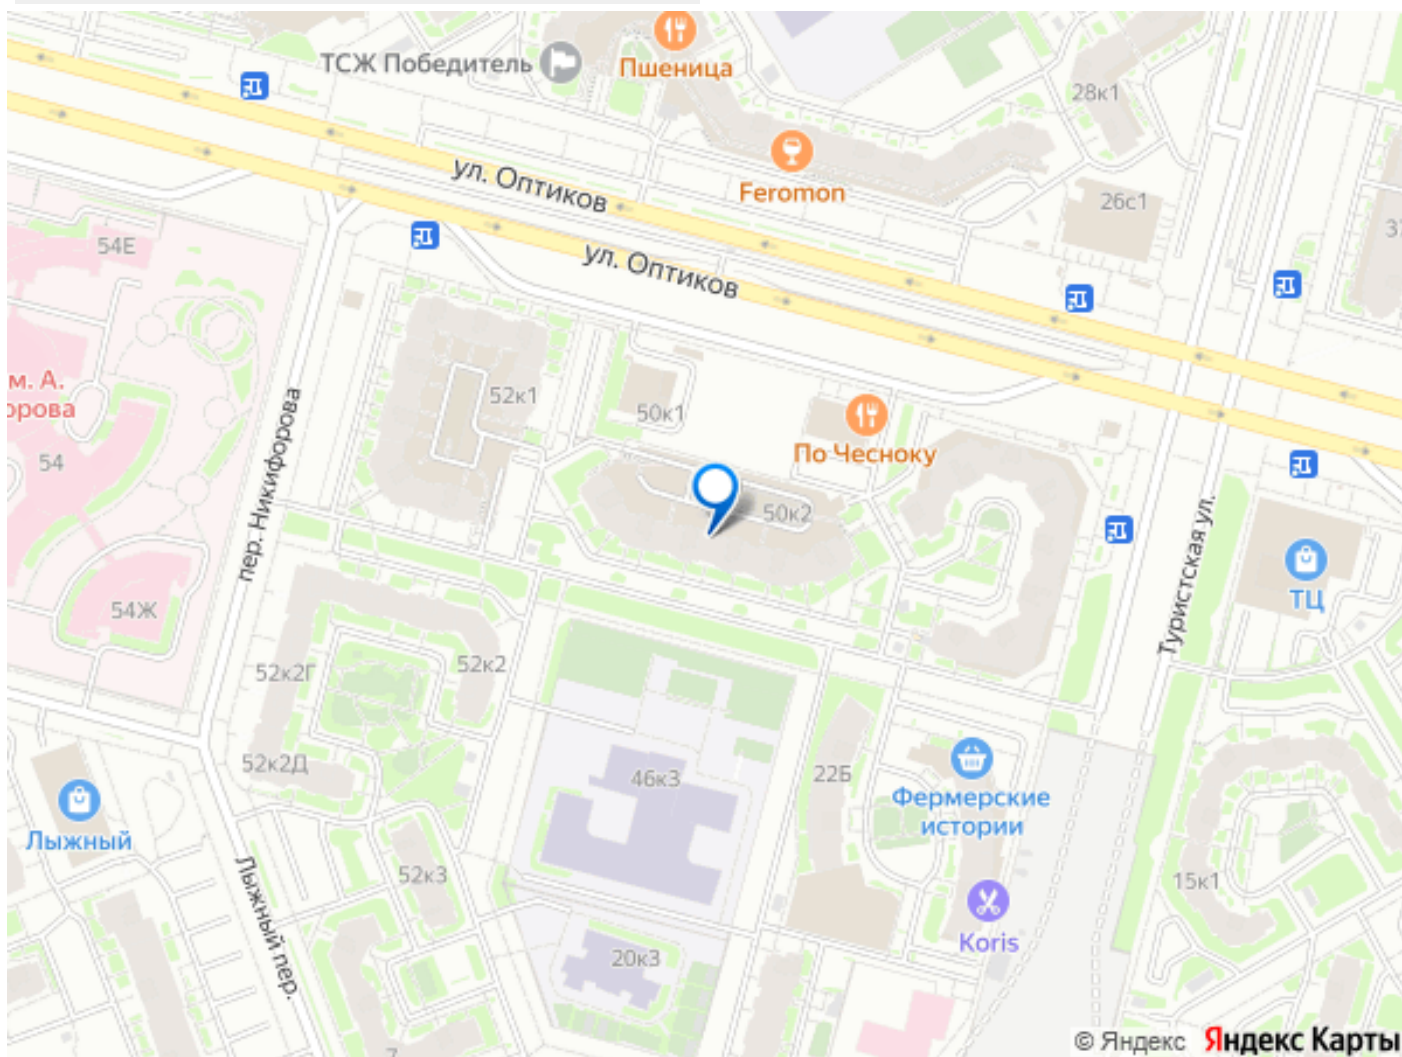 ТСЖ Победитель
Пшеница
28к1
ул. Оптиков
Feromon
26с1
54Е
ул. Оптиков
м. А.
орова
52к1
50к1
По Чесноку
54
50к2
пер. Никифорова
Туристская ул.
ТЦ
54Ж
52к2Г
52к2
52к2Д
46к3
22Б
Фермерские
истории
Лыжный
52к3
15к1
Лыжный пер.
Koris
20к3
7
© Яндекс Яндекс Карты